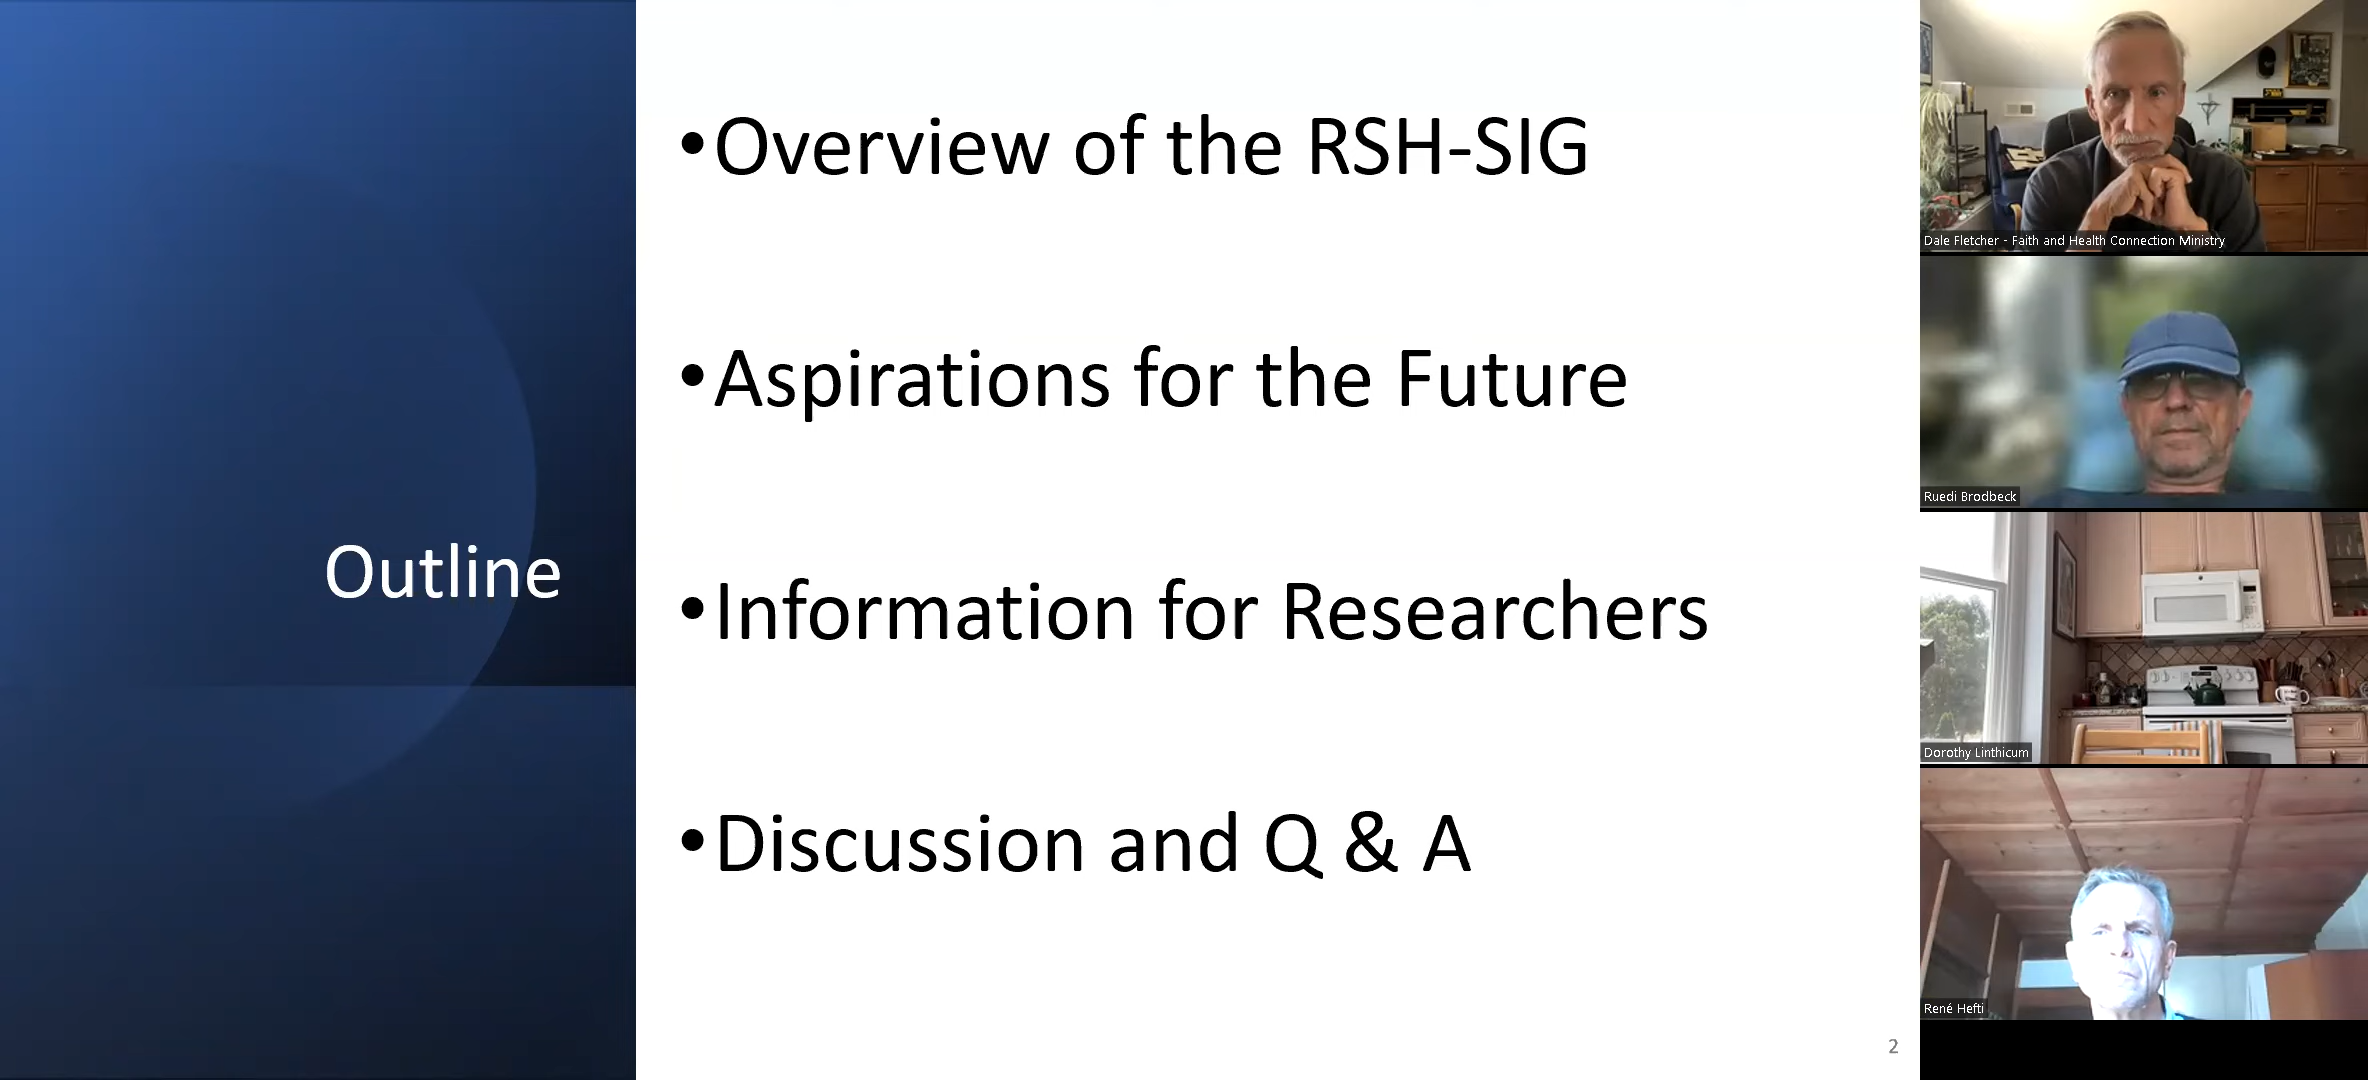 Outline
•Overview of the RSH-SIG
•Aspirations for the Future
•Information for Researchers
•Discussion and Q & A
2
Dale Fletcher - Faith and Health Connection Ministry
Ruedi Brodbeck
Dorothy Linthicum
René Hefti